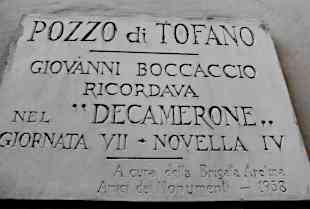 POZZO di TOFANO
GIOVANNI BOCCACCIO
RICORDAVA
NEL "DECAMERONE„
GIORNATA VII - NOVELLA IV
A cura della Brigata Aretina
Amici dei Monumenti - 1958